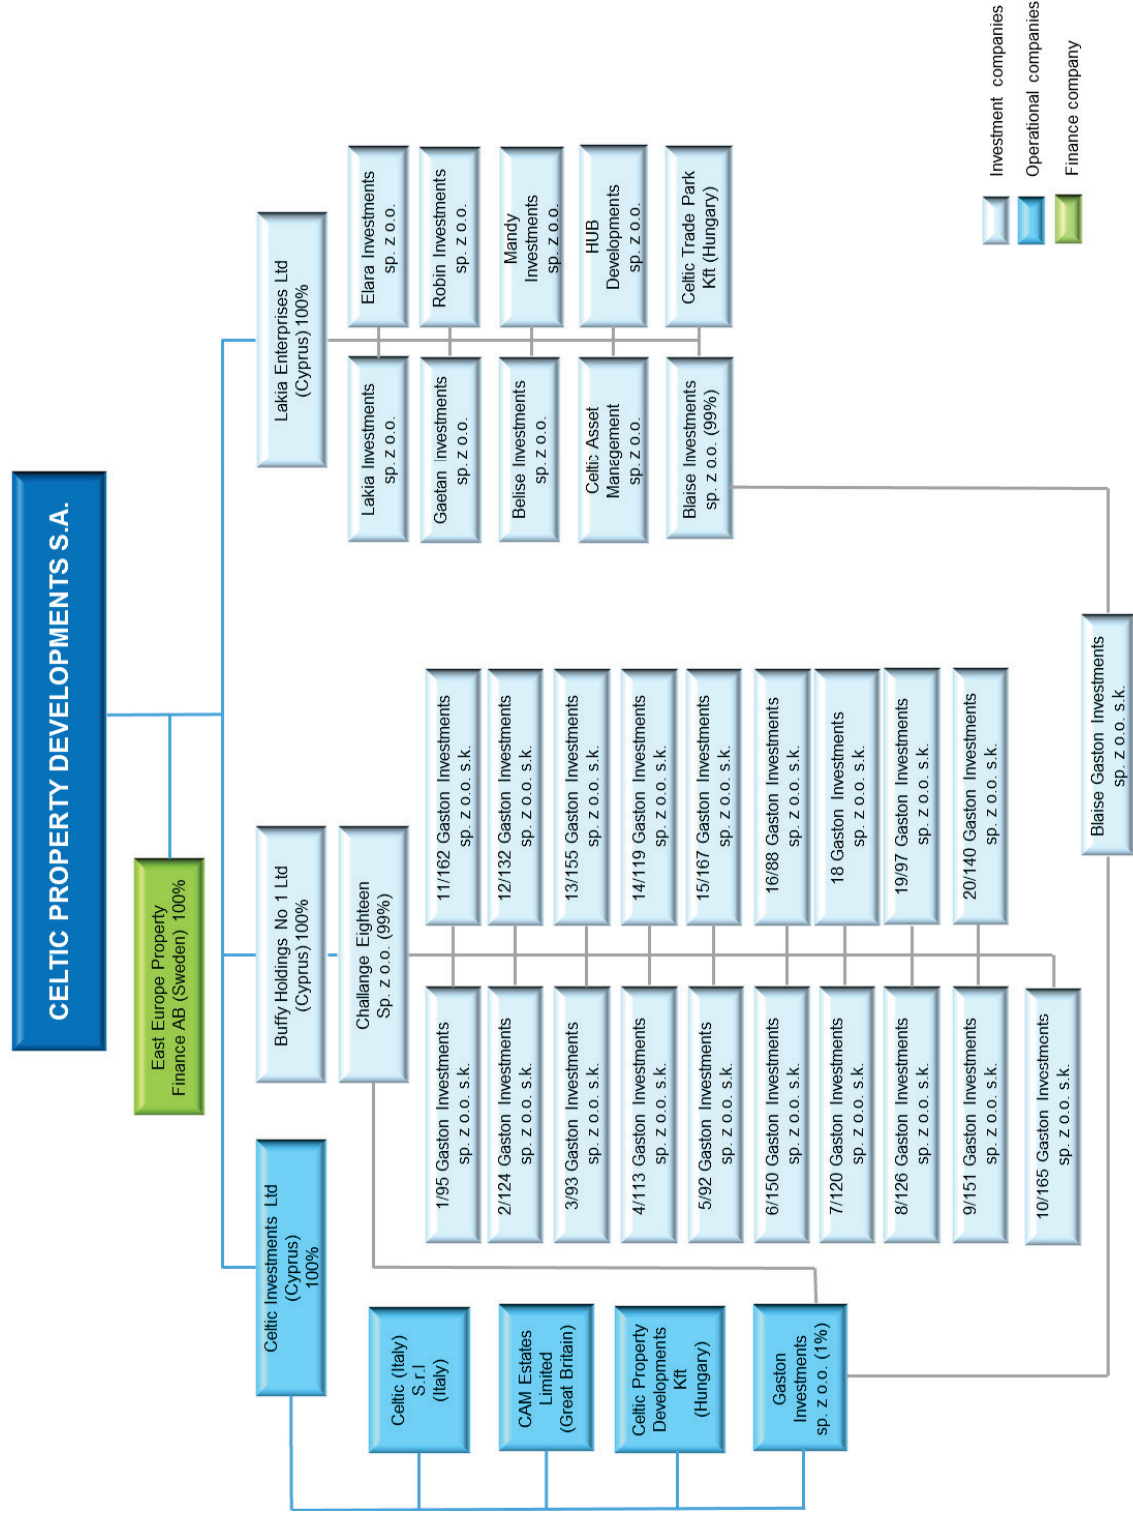 CELTIC PROPERTY DEVELOPMENTS S.A.
East Europe Property
Finance AB (Sweden) 100%
Celtic Investments Ltd
(Cyprus)
100%
Buffy Holdings No 1 Ltd
(Cyprus) 100%
Lakia Enterprises Ltd
(Cyprus) 100%
Celtic (Italy)
S.r.l
(Italy)
CAM Estates
Limited
(Great Britain)
Celtic Property
Developments
Kft
(Hungary)
Gaston
Investments
sp. z o.o. (1%)
Challange Eighteen
Sp. z o.o. (99%)
1/95 Gaston Investments
sp. z o.o. s.k.
11/162 Gaston Investments
sp. z o.o. s.k.
2/124 Gaston Investments
sp. z o.o. s.k.
12/132 Gaston Investments
sp. z o.o. s.k.
3/93 Gaston Investments
sp. z o.o. s.k.
13/155 Gaston Investments
sp. z o.o. s.k.
4/113 Gaston Investments
sp. z o.o. s.k.
14/119 Gaston Investments
sp. z o.o. s.k.
5/92 Gaston Investments
sp. z o.o. s.k.
15/167 Gaston Investments
sp. z o.o. s.k.
6/150 Gaston Investments
sp. z o.o. s.k.
16/88 Gaston Investments
sp. z o.o. s.k.
7/120 Gaston Investments
sp. z o.o. s.k.
18 Gaston Investments
sp. z o.o. s.k.
8/126 Gaston Investments
sp. z o.o. s.k.
19/97 Gaston Investments
sp. z o.o. s.k.
9/151 Gaston Investments
sp. z o.o. s.k.
20/140 Gaston Investments
sp. z o.o. s.k.
10/165 Gaston Investments
sp. z o.o. s.k.
Lakia Investments
sp. z o.o.
Elara Investments
sp. z o.o.
Gaetan Investments
sp. z o.o.
Robin Investments
sp. z o.o.
Belise Investments
sp. z o.o.
Mandy
Investments
sp. z o.o.
Celtic Asset
Management
sp. z o.o.
HUB
Developments
sp. z o.o.
Blaise Investments
sp. z o.o. (99%)
Celtic Trade Park
Kft (Hungary)
Blaise Gaston Investments
sp. z o.o. s.k.
Investment companies
Operational companies
Finance company